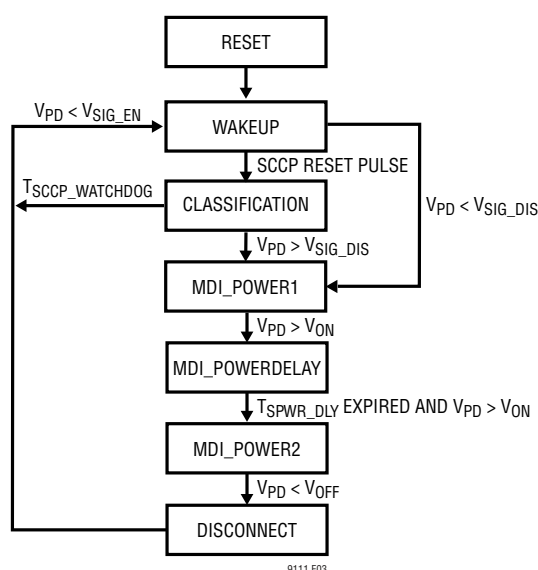 RESET
VPD < VSIG_EN
WAKEUP
SCCP RESET PULSE
TSCCP_WATCHDOG
CLASSIFICATION
VPD < VSIG_DIS
VPD > VSIG_DIS
MDI_POWER1
VPD > VON
MDI_POWERDELAY
TSPWR_DLY EXPIRED AND VPD > VON
MDI_POWER2
VPD < VOFF
DISCONNECT
9111 F03